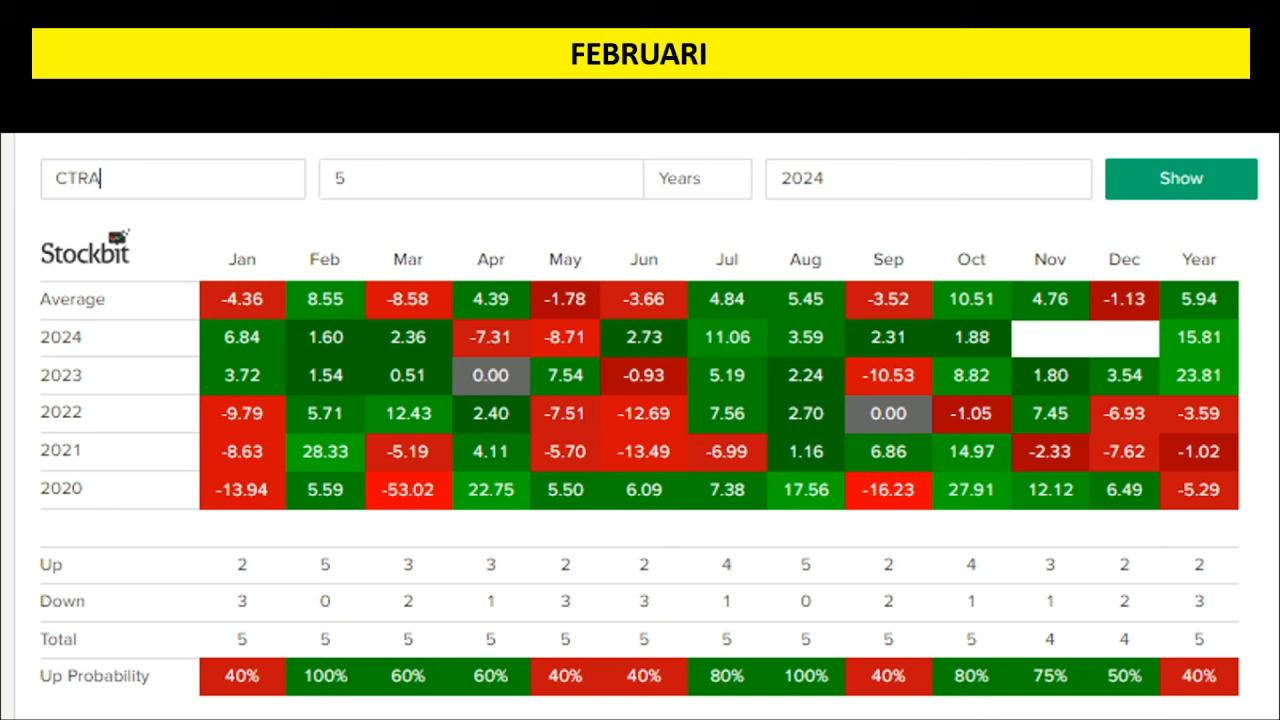 FEBRUARI
CTRA 5 Years 2024 Show
Stockbit Jan Feb Mar Apr May Jun Jul Aug Sep Oct Nov Dec Year
Average -4.36 8.55 -8.58 4.39 -1.78 -3.66 4.84 5.45 -3.52 10.51 4.76 -1.13 5.94
2024 6.84 1.60 2.36 -7.31 -8.71 2.73 11.06 3.59 2.31 1.88 15.81
2023 3.72 1.54 0.51 0.00 7.54 -0.93 5.19 2.24 -10.53 8.82 1.80 3.54 23.81
2022 -9.79 5.71 12.43 2.40 -7.51 -12.69 7.56 2.70 0.00 -1.05 7.45 -6.93 -3.59
2021 -8.63 28.33 -5.19 4.11 -5.70 -13.49 -6.99 1.16 6.86 14.97 -2.33 -7.62 -1.02
2020 -13.94 5.59 -53.02 22.75 5.50 6.09 7.38 17.56 -16.23 27.91 12.12 6.49 -5.29
Up 2 5 3 3 2 2 4 5 2 4 3 2 2
Down 3 0 2 1 3 3 1 0 2 1 1 2 3
Total 5 5 5 5 5 5 5 5 5 5 4 4 5
Up Probability 40% 100% 60% 60% 40% 40% 80% 100% 40% 80% 75% 50% 40%